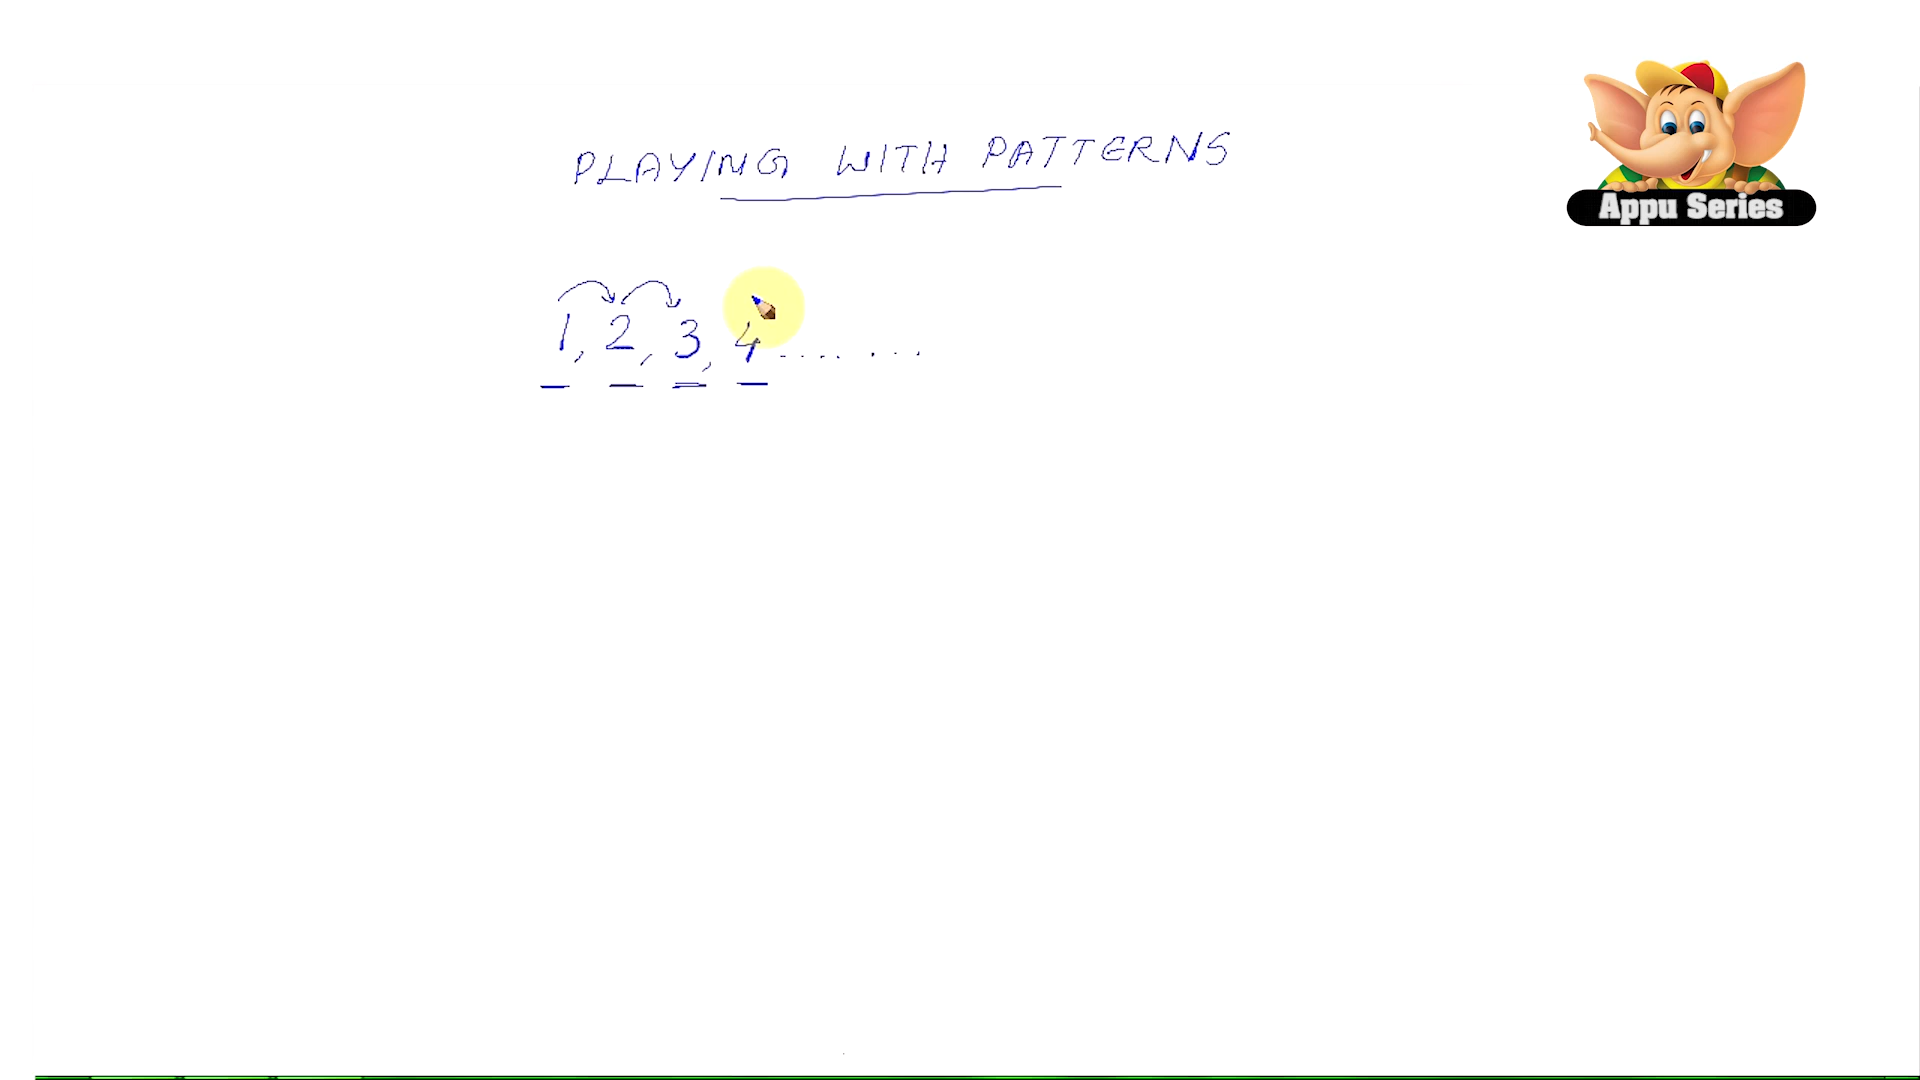 PLAYING WITH PATTERNS
Appu Series
1, 2, 3, 4.........